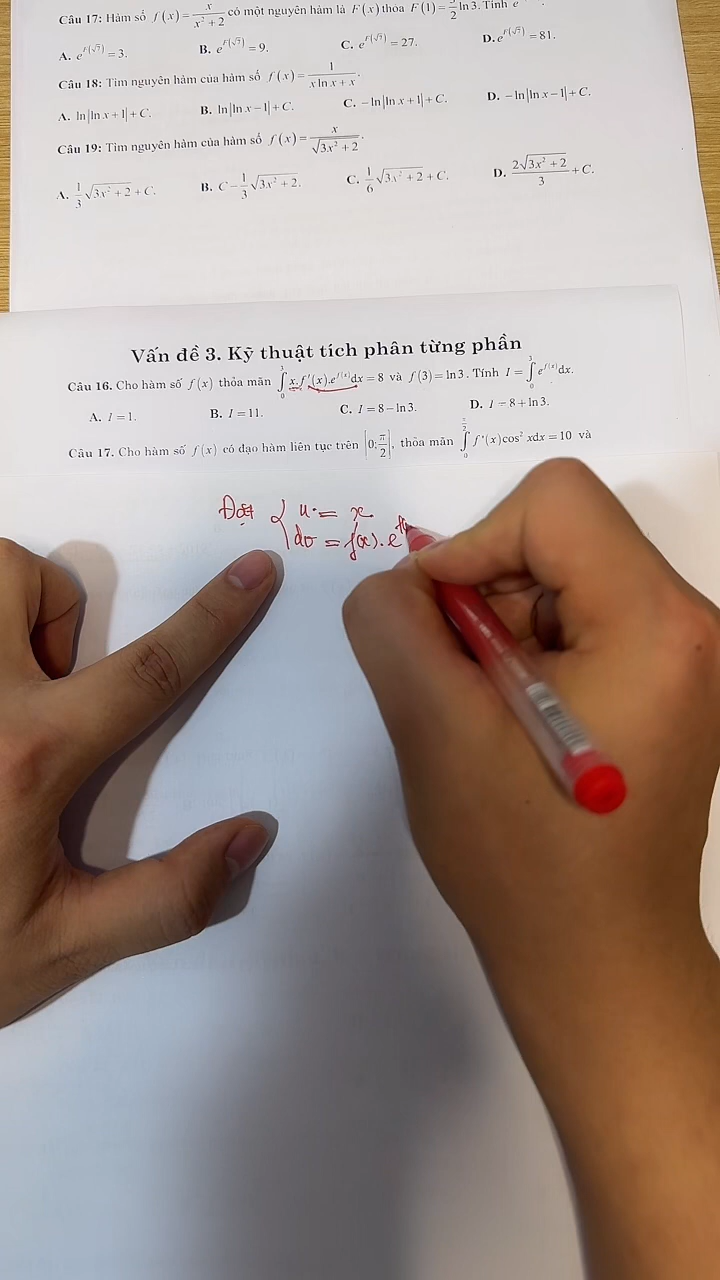 Câu 17: Hàm số f(x) = x/(x² + 2) có một nguyên hàm là F(x) thỏa F(1) = /2 ln 3. Tính e
A. e^{F(√7)} = 3. B. e^{F(√7)} = 9. C. e^{F(√7)} = 27. D. e^{F(√7)} = 81.
Câu 18: Tìm nguyên hàm của hàm số f(x) = 1/(x ln x + x).
A. ln|ln x + 1| + C. B. ln|ln x − 1| + C. C. −ln|ln x + 1| + C. D. −ln|ln x − 1| + C.
Câu 19: Tìm nguyên hàm của hàm số f(x) = x/√(3x² + 2).
A. 1/3 √(3x² + 2) + C. B. C − 1/3 √(3x² + 2). C. 1/6 √(3x² + 2) + C. D. 2√(3x² + 2)/3 + C.
Vấn đề 3. Kỹ thuật tích phân từng phần
Câu 16. Cho hàm số f(x) thỏa mãn ∫₀³ x.f'(x).e^{f(x)}dx = 8 và f(3) = ln 3. Tính I = ∫₀³ e^{f(x)}dx.
A. I = 1. B. I = 11. C. I = 8 − ln 3. D. I = 8 + ln 3.
Câu 17. Cho hàm số f(x) có đạo hàm liên tục trên [0; π/2], thỏa mãn ∫₀^{π/2} f'(x)cos² xdx = 10 và
Đặt { u = x
dv = f(x). e^{f(